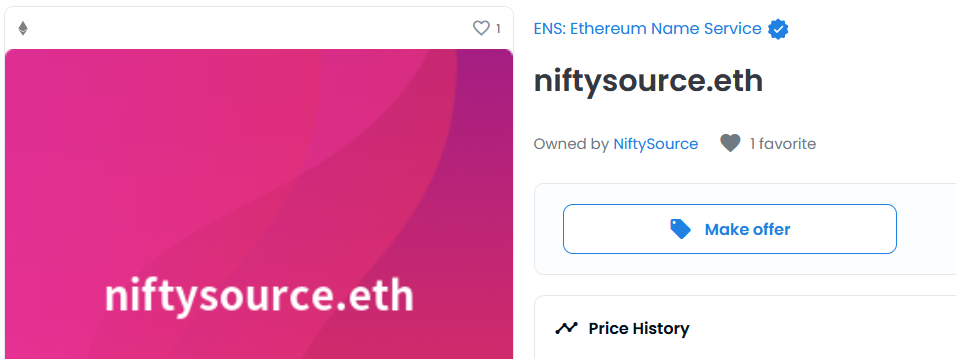 1
niftysource.eth
ENS: Ethereum Name Service
niftysource.eth
Owned by NiftySource 1 favorite
Make offer
Price History